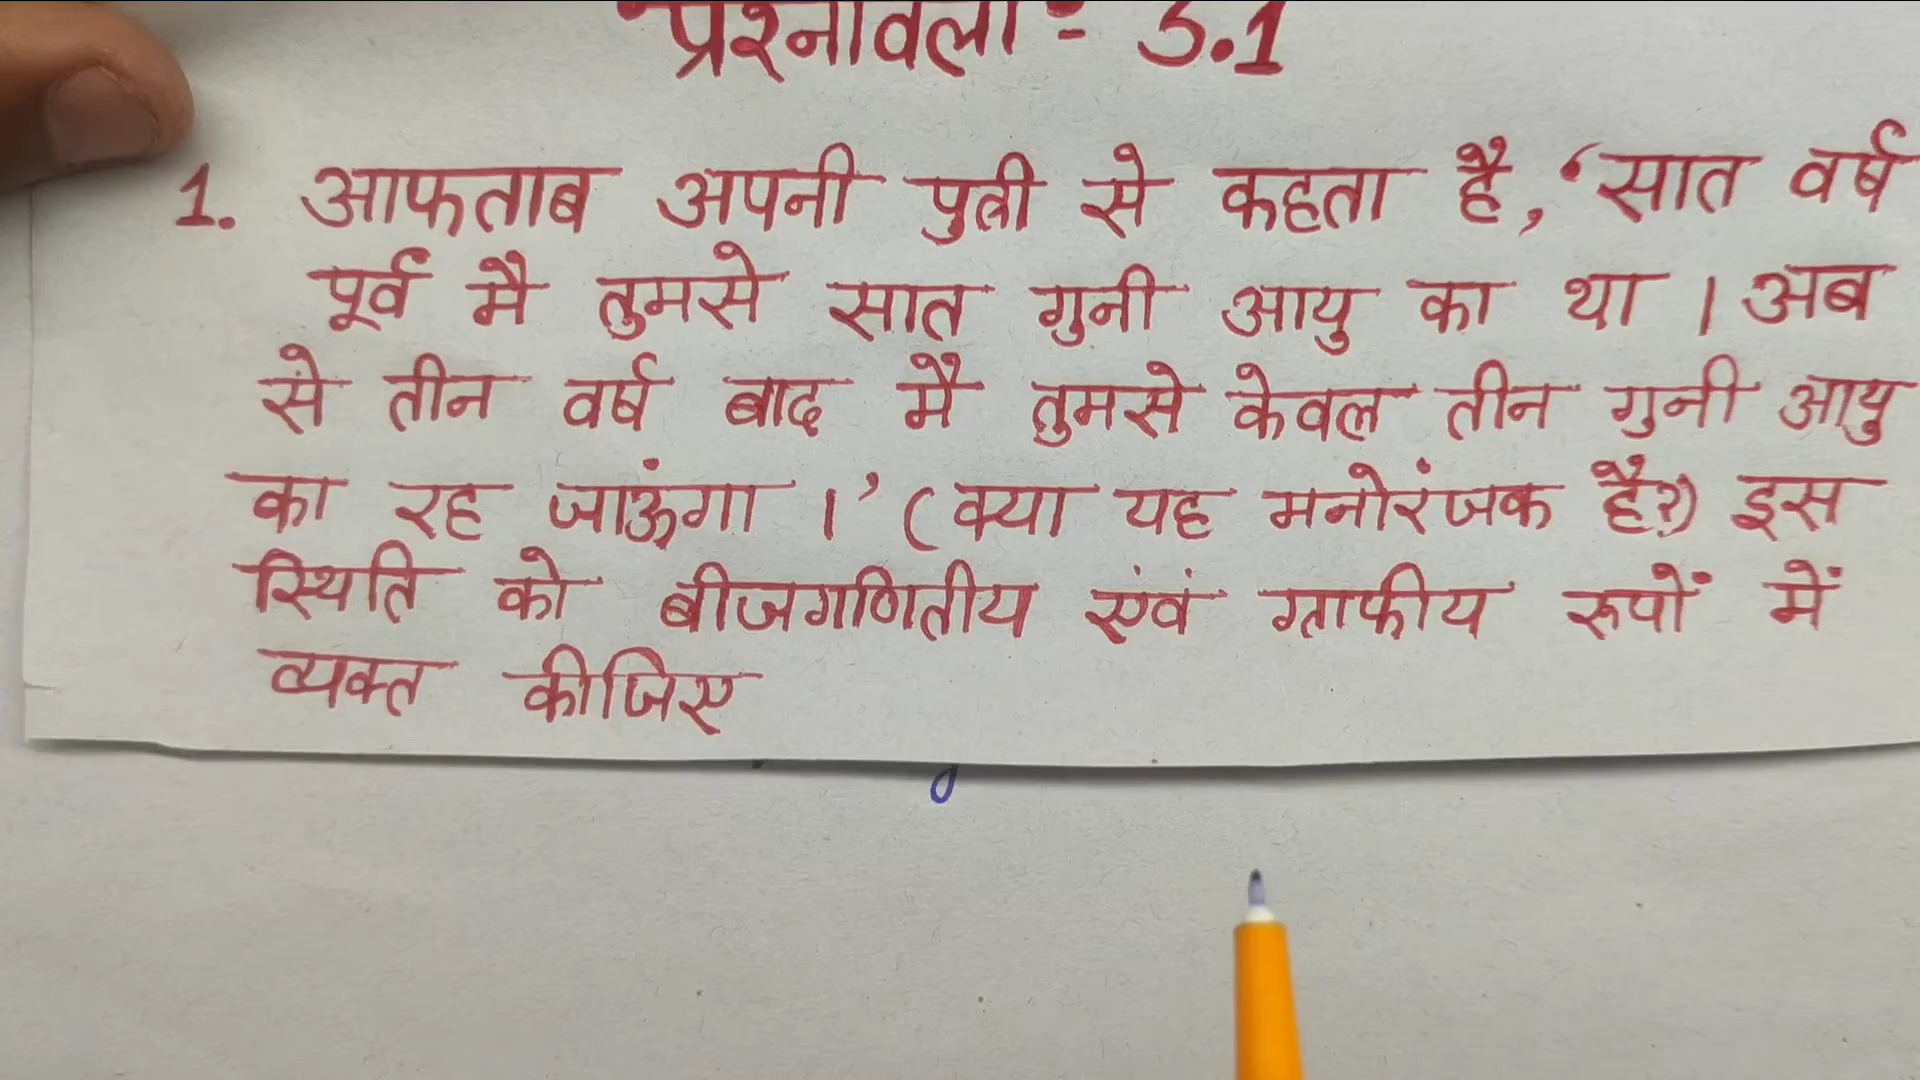 प्रश्नावली - 3.1
1. आफताब अपनी पुत्री से कहता है, 'सात वर्ष
पूर्व मै तुमसे सात गुनी आयु का था । अब
से तीन वर्ष बाद मै तुमसे केवल तीन गुनी आयु
का रह जाऊंगा ।' (क्या यह मनोरंजक है?) इस
स्थिति को बीजगणितीय एंवं ग्राफीय रूपों में
व्यक्त कीजिए